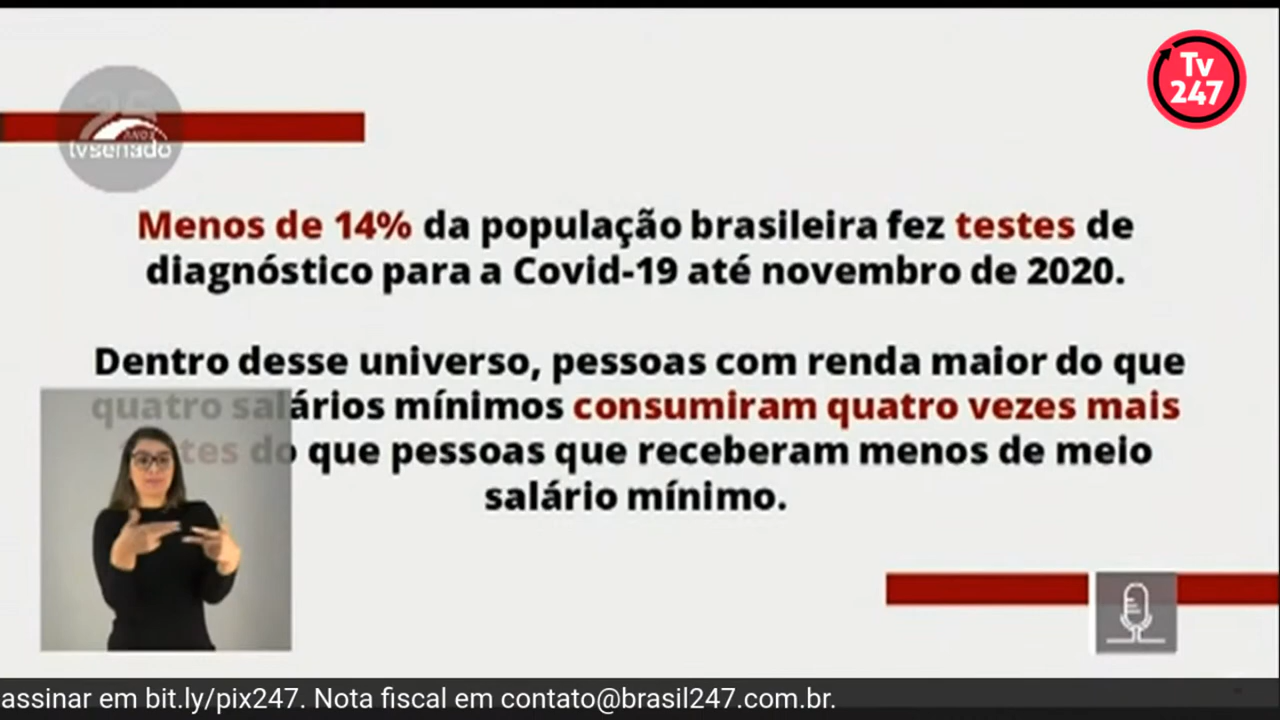 Tv
247
25
ANOS
tvsenado
Menos de 14% da população brasileira fez testes de
diagnóstico para a Covid-19 até novembro de 2020.
Dentro desse universo, pessoas com renda maior do que
quatro salários mínimos consumiram quatro vezes mais
do que pessoas que receberam menos de meio
salário mínimo.
assinar em bit.ly/pix247. Nota fiscal em contato@brasil247.com.br.